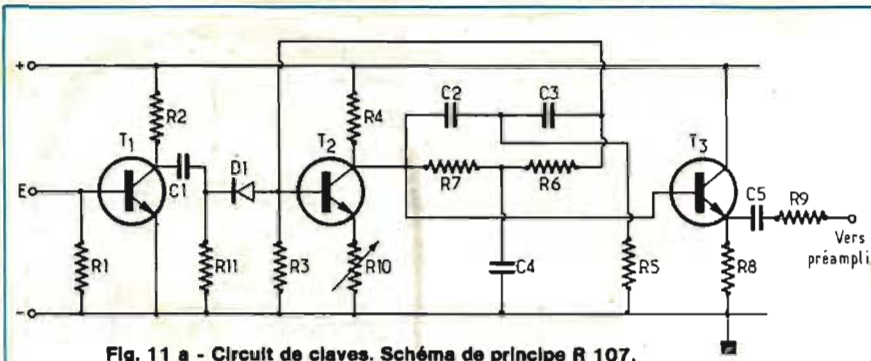 +
C2
C3
R2
R4
T1
T2
T3
C1
D1
R7
R6
C5
R9
E
Vers
préampli.
R1
R11
R3
R10
C4
R5
R8
-
Fig. 11 a - Circuit de claves. Schéma de principe R 107.